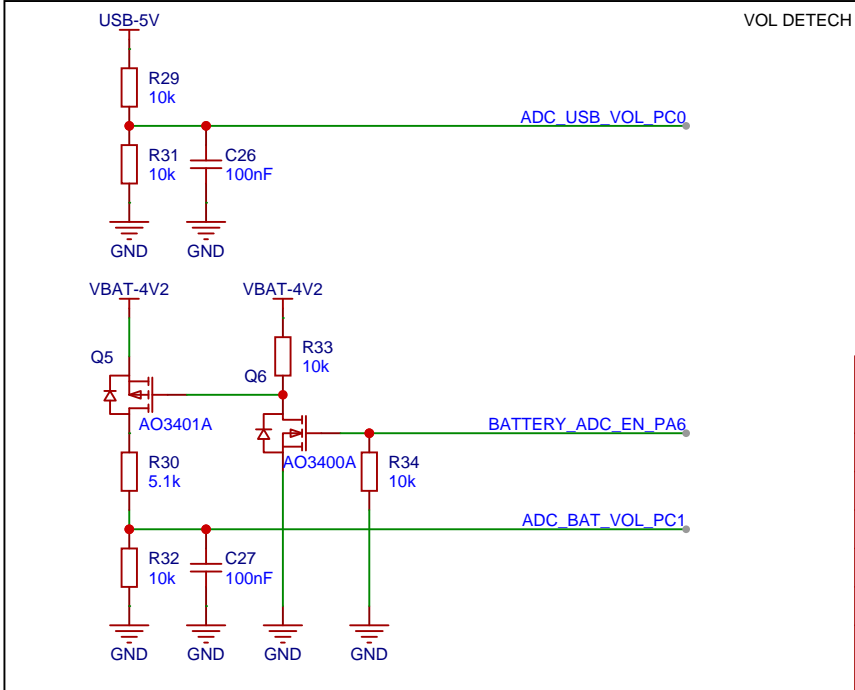 USB-5V
VOL DETECH
R29
10k
ADC_USB_VOL_PC0
R31
10k
C26
100nF
GND
GND
VBAT-4V2
VBAT-4V2
R33
10k
Q5
Q6
AO3401A
BATTERY_ADC_EN_PA6
R30
5.1k
AO3400A
R34
10k
ADC_BAT_VOL_PC1
R32
10k
C27
100nF
GND
GND
GND
GND